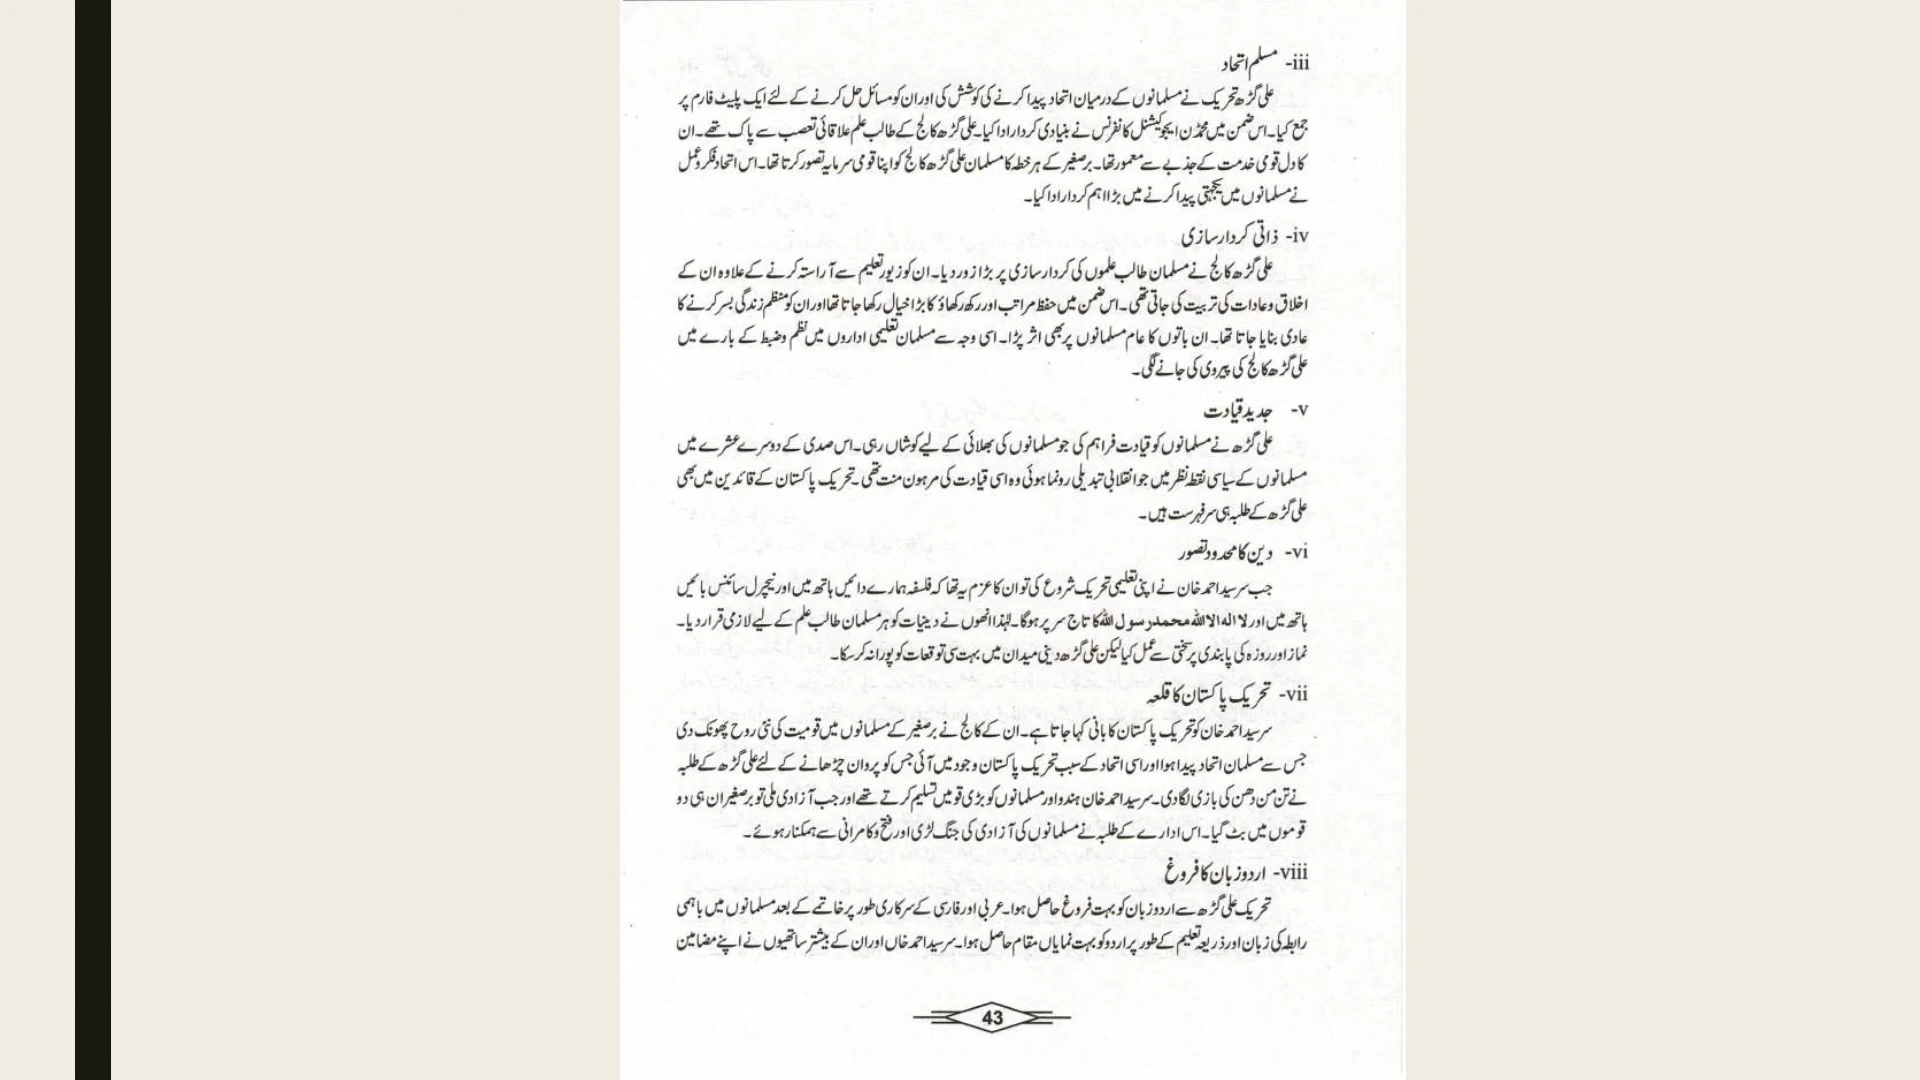 iii- مسلم اتحاد
علی گڑھ تحریک نے مسلمانوں کے درمیان اتحاد پیدا کرنے کی کوشش کی اور ان کو مسائل حل کرنے کے لئے ایک پلیٹ فارم پر
جمع کیا۔ اس ضمن میں محمڈن ایجوکیشنل کانفرنس نے بنیادی کردار ادا کیا۔ علی گڑھ کالج کے طالب علم علاقائی تعصب سے پاک تھے۔ ان
کا دل قومی خدمت کے جذبے سے معمور تھا۔ برصغیر کے ہر خطہ کا مسلمان علی گڑھ کالج کو اپنا قومی سرمایہ تصور کرتا تھا۔ اس اتحاد فکر و عمل
نے مسلمانوں میں یکجہتی پیدا کرنے میں بڑا اہم کردار ادا کیا۔
iv- ذاتی کردار سازی
علی گڑھ کالج نے مسلمان طالب علموں کی کردار سازی پر بڑا زور دیا۔ ان کو زیور تعلیم سے آراستہ کرنے کے علاوہ ان کے
اخلاق و عادات کی تربیت کی جاتی تھی۔ اس ضمن میں حفظ مراتب اور رکھ رکھاؤ کا بڑا خیال رکھا جاتا تھا اور ان کو منظم زندگی بسر کرنے کا
عادی بنایا جاتا تھا۔ ان باتوں کا عام مسلمانوں پر بھی اثر پڑا۔ اسی وجہ سے مسلمان تعلیمی اداروں میں نظم و ضبط کے بارے میں
علی گڑھ کالج کی پیروی کی جانے لگی۔
v- جدید قیادت
علی گڑھ نے مسلمانوں کو قیادت فراہم کی جو مسلمانوں کی بھلائی کے لیے کوشاں رہی۔ اس صدی کے دوسرے عشرے میں
مسلمانوں کے سیاسی نقطہ نظر میں جو انقلابی تبدیلی رونما ہوئی وہ اسی قیادت کی مرہون منت تھی۔ تحریک پاکستان کے قائدین میں بھی
علی گڑھ کے طلبہ ہی سرفہرست ہیں۔
vi- دین کا محدود تصور
جب سرسید احمد خان نے اپنی تعلیمی تحریک شروع کی تو ان کا عزم یہ تھا کہ فلسفہ ہمارے دائیں ہاتھ میں اور نیچرل سائنس بائیں
ہاتھ میں اور لا اله الا الله محمد رسول الله کا تاج سر پر ہوگا۔ لہٰذا انھوں نے دینیات کو ہر مسلمان طالب علم کے لیے لازمی قرار دیا۔
نماز اور روزہ کی پابندی پر سختی سے عمل کیا لیکن علی گڑھ دینی میدان میں بہت سی توقعات کو پورا نہ کر سکا۔
vii- تحریک پاکستان کا قلعہ
سرسید احمد خان کو تحریک پاکستان کا بانی کہا جاتا ہے۔ ان کے کالج نے برصغیر کے مسلمانوں میں قومیت کی نئی روح پھونک دی
جس سے مسلمان اتحاد پیدا ہوا اور اسی اتحاد کے سبب تحریک پاکستان وجود میں آئی جس کو پروان چڑھانے کے لئے علی گڑھ کے طلبہ
نے تن من دھن کی بازی لگا دی۔ سرسید احمد خان ہندو اور مسلمانوں کو بڑی قومیں تسلیم کرتے تھے اور جب آزادی ملی تو برصغیر ان ہی دو
قوموں میں بٹ گیا۔ اس ادارے کے طلبہ نے مسلمانوں کی آزادی کی جنگ لڑی اور فتح و کامرانی سے ہمکنار ہوئے۔
viii- اردو زبان کا فروغ
تحریک علی گڑھ سے اردو زبان کو بہت فروغ حاصل ہوا۔ عربی اور فارسی کے سرکاری طور پر خاتمے کے بعد مسلمانوں میں باہمی
رابطہ کی زبان اور ذریعہ تعلیم کے طور پر اردو کو بہت نمایاں مقام حاصل ہوا۔ سرسید احمد خاں اور ان کے بیشتر ساتھیوں نے اپنے مضامین
43